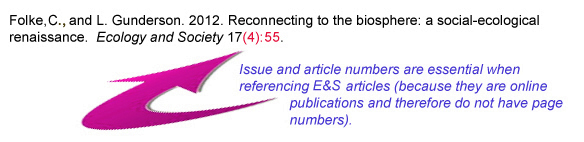 Folke,C., and L. Gunderson. 2012. Reconnecting to the biosphere: a social-ecological
renaissance. Ecology and Society 17(4):55.
Issue and article numbers are essential when
referencing E&S articles (because they are online
publications and therefore do not have page
numbers).